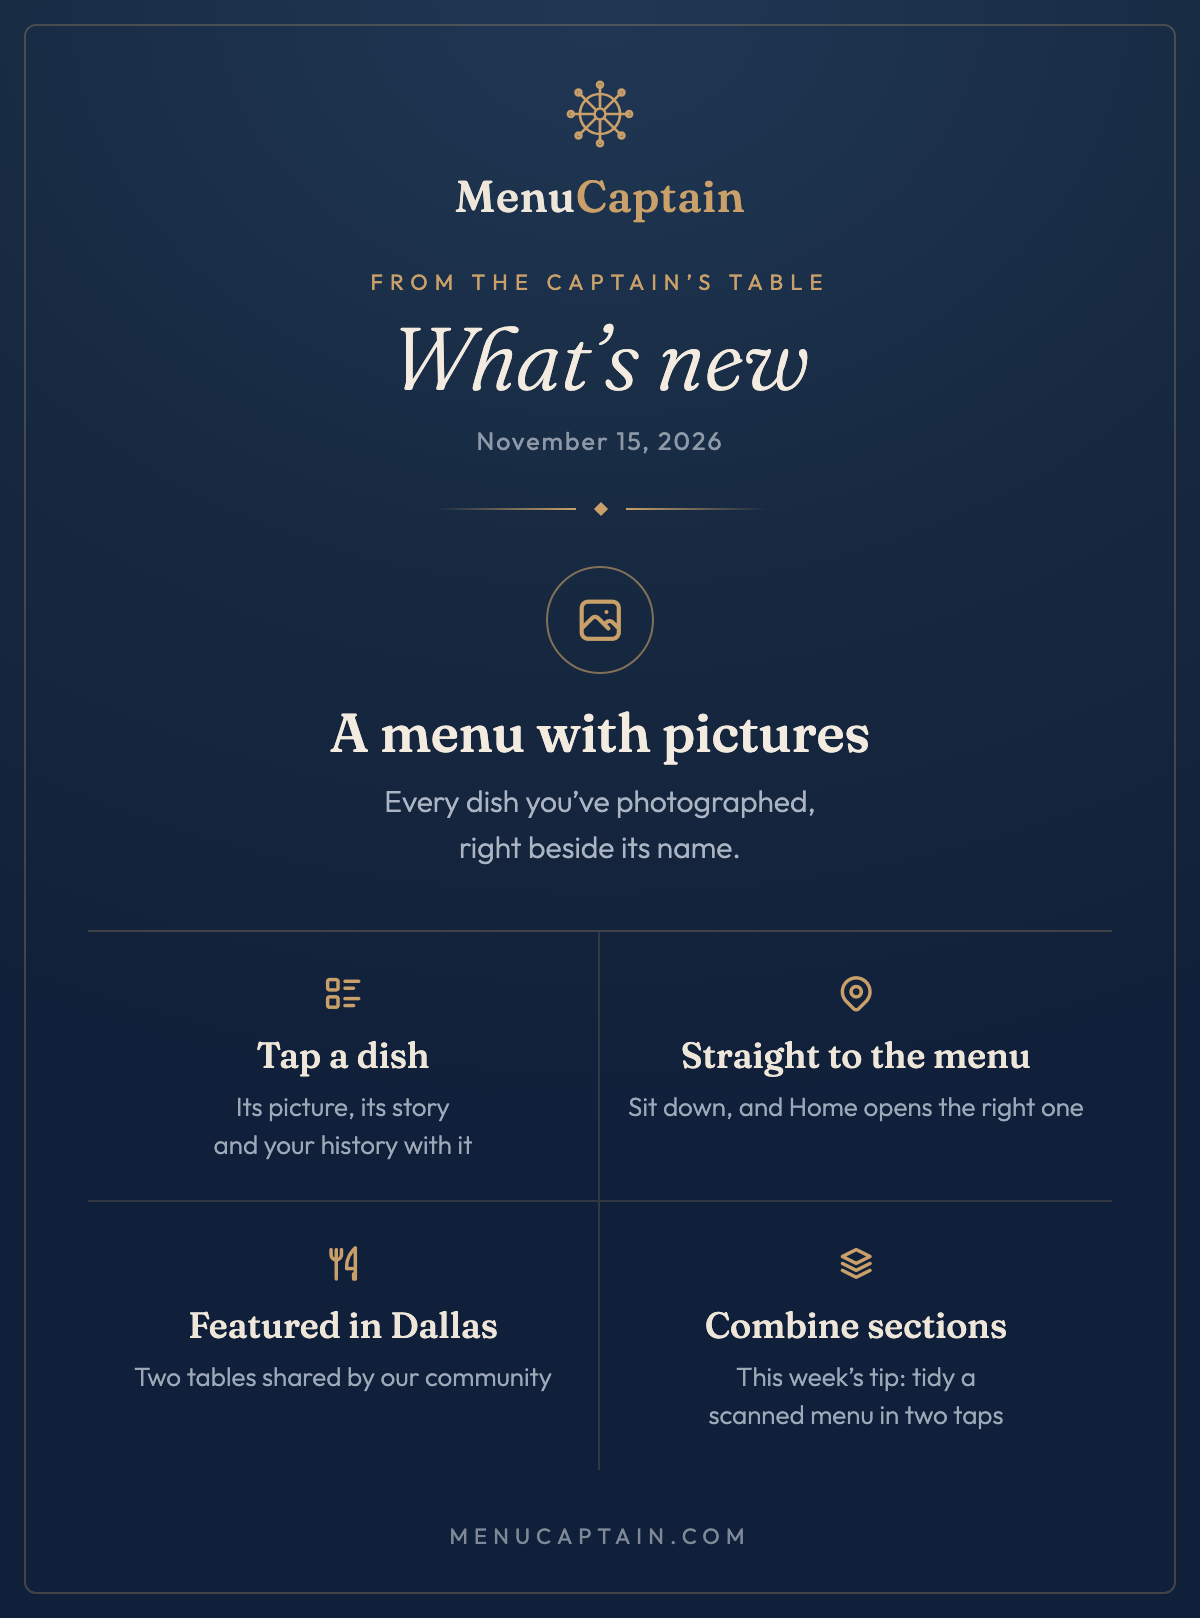 MenuCaptain
FROM THE CAPTAIN’S TABLE
What’s new
November 15, 2026
A menu with pictures
Every dish you’ve photographed,
right beside its name.
Tap a dish
Its picture, its story
and your history with it
Straight to the menu
Sit down, and Home opens the right one
Featured in Dallas
Two tables shared by our community
Combine sections
This week’s tip: tidy a
scanned menu in two taps
MENUCAPTAIN.COM